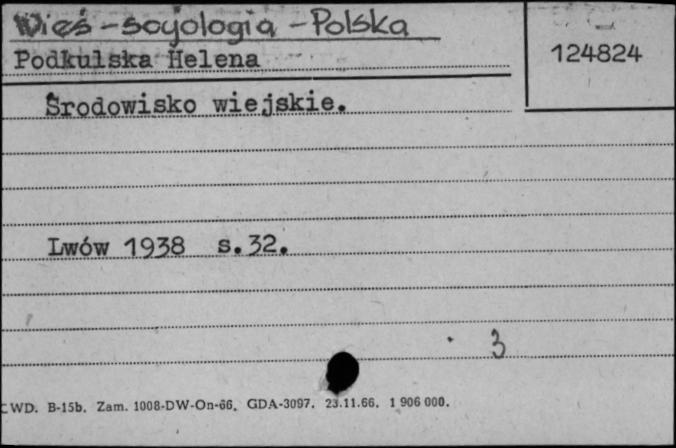 Wieś - socjologia - Polska
124824
Podkulska Helena
Środowisko wiejskie.
Lwów 1938 s.32.
3
CWD. B-15b. Zam. 1008-DW-On-66. GDA-3097. 23.11.66. 1 906 000.